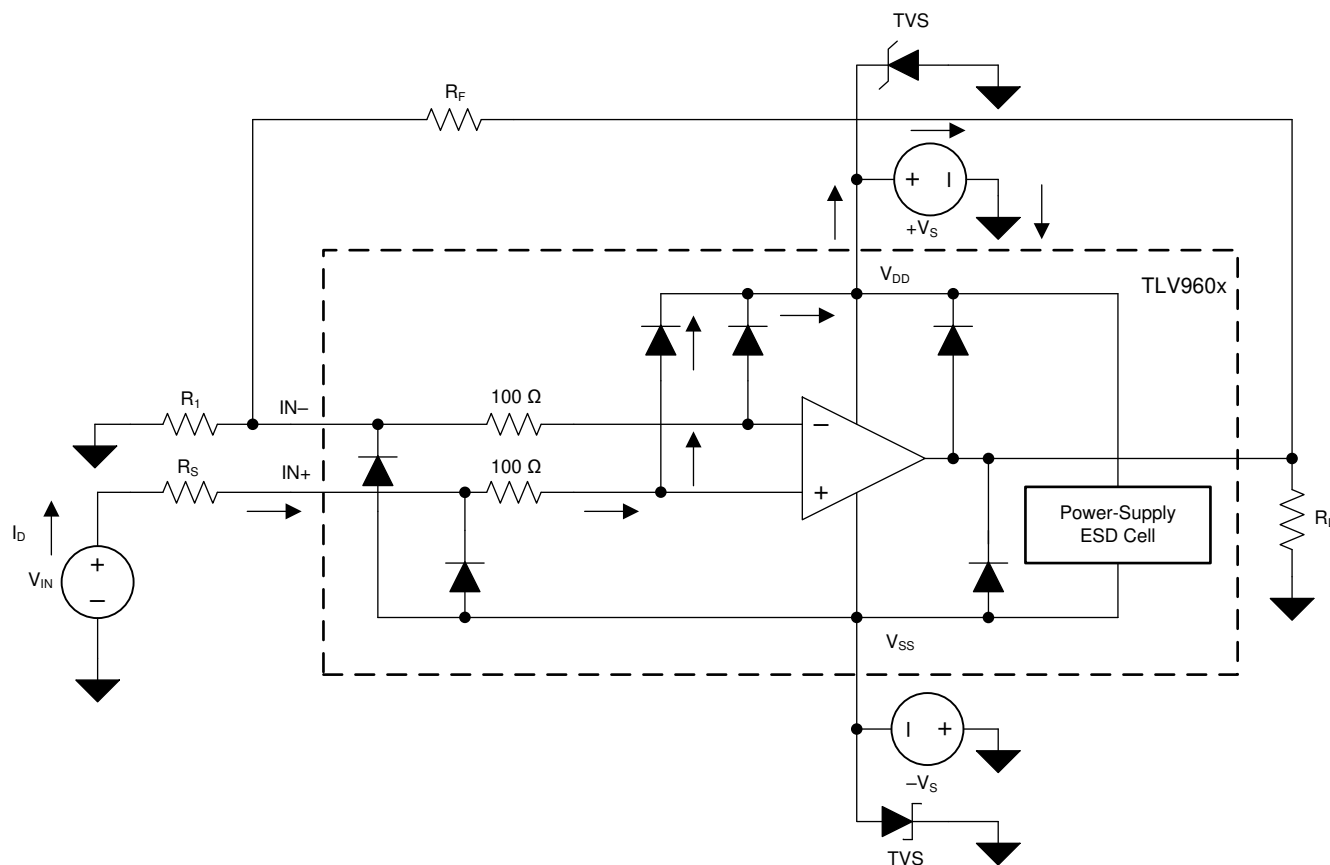 TVS
R_F
+ –
+V_S
V_DD
TLV960x
R_1
IN–
100 Ω
–
R_S
IN+
100 Ω
+
I_D
V_IN
+
–
Power-Supply
ESD Cell
V_SS
– +
–V_S
TVS